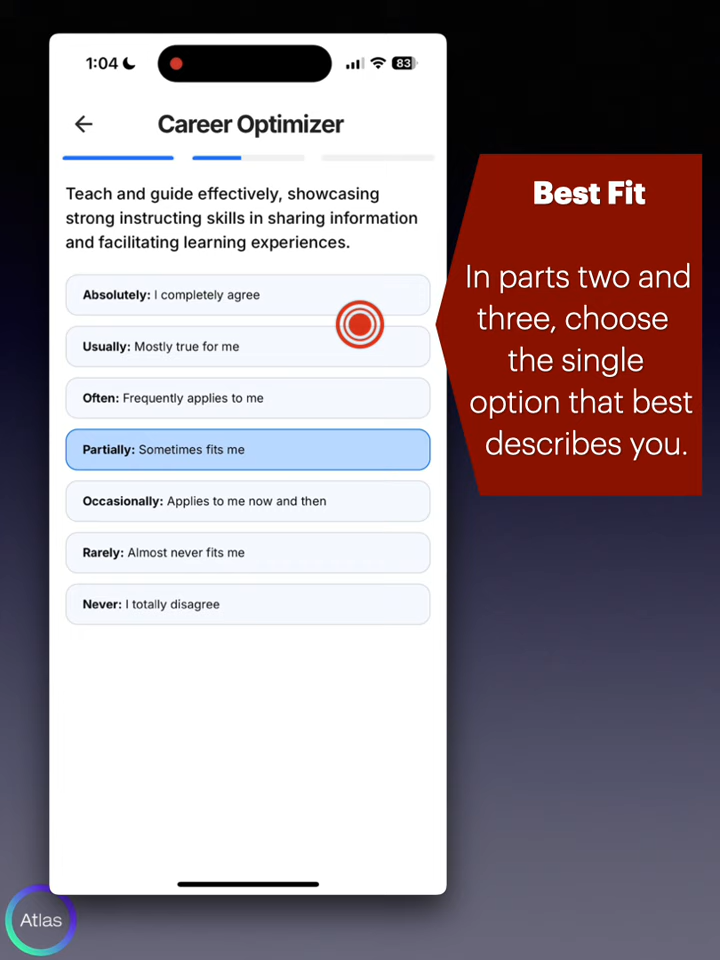 1:04
83
Career Optimizer
Teach and guide effectively, showcasing
strong instructing skills in sharing information
and facilitating learning experiences.
Absolutely: I completely agree
Usually: Mostly true for me
Often: Frequently applies to me
Partially: Sometimes fits me
Occasionally: Applies to me now and then
Rarely: Almost never fits me
Never: I totally disagree
Best Fit
In parts two and
three, choose
the single
option that best
describes you.
Atlas